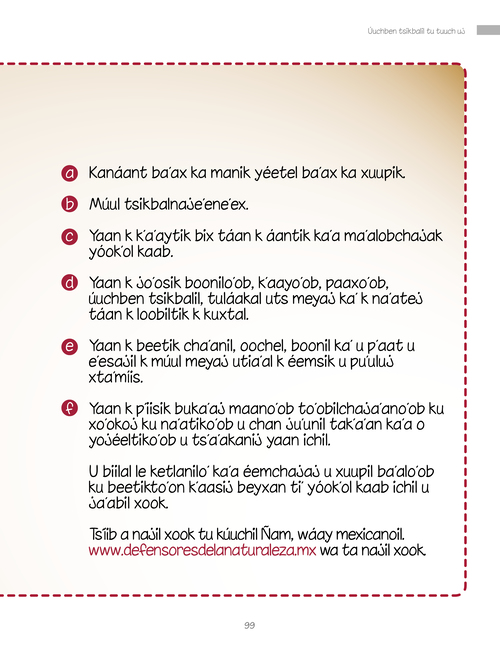 Úuchben tsikbalil tu tuuch uj
a Kanáant ba'ax ka manik yéetel ba'ax ka xuupik.
b Múul tsikbalnaje'ene'ex.
c Yaan k k'a'aytik bix táan k áantik ka'a ma'alobchajak
yóok'ol kaab.
d Yaan k jo'osik boonilo'ob, k'aayo'ob, paaxo'ob,
úuchben tsikbalil, tuláakal uts meyaj ka' k na'atej
táan k loobiltik k kuxtal.
e Yaan k beetik cha'anil, oochel, boonil ka' u p'aat u
e'esajil k múul meyaj utia'al k éemsik u pu'uluj
xta'míis.
f Yaan k p'iisik buka'aj maano'ob to'obilchaja'ano'ob ku
xo'okoj ku na'atiko'ob u chan ju'unil tak'a'an ka'a o
yojéeltiko'ob u ts'a'akanij yaan ichil.
U biilal le ketlanilo' ka'a éemchajaj u xuupil ba'alo'ob
ku beetikto'on k'aasij beyxan ti' yóok'ol kaab ichil u
ja'abil xook.
Ts'íib a najil xook tu kúuchil Ñam, wáay mexicanoil.
www.defensoresdelanaturaleza.mx wa ta najil xook.
99